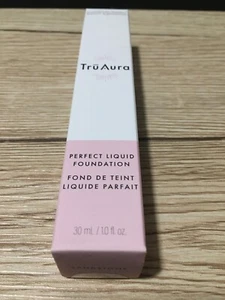 TrūAura
PERFECT LIQUID
FOUNDATION
FOND DE TEINT
LIQUIDE PARFAIT
30 ml / 1.0 fl. oz.